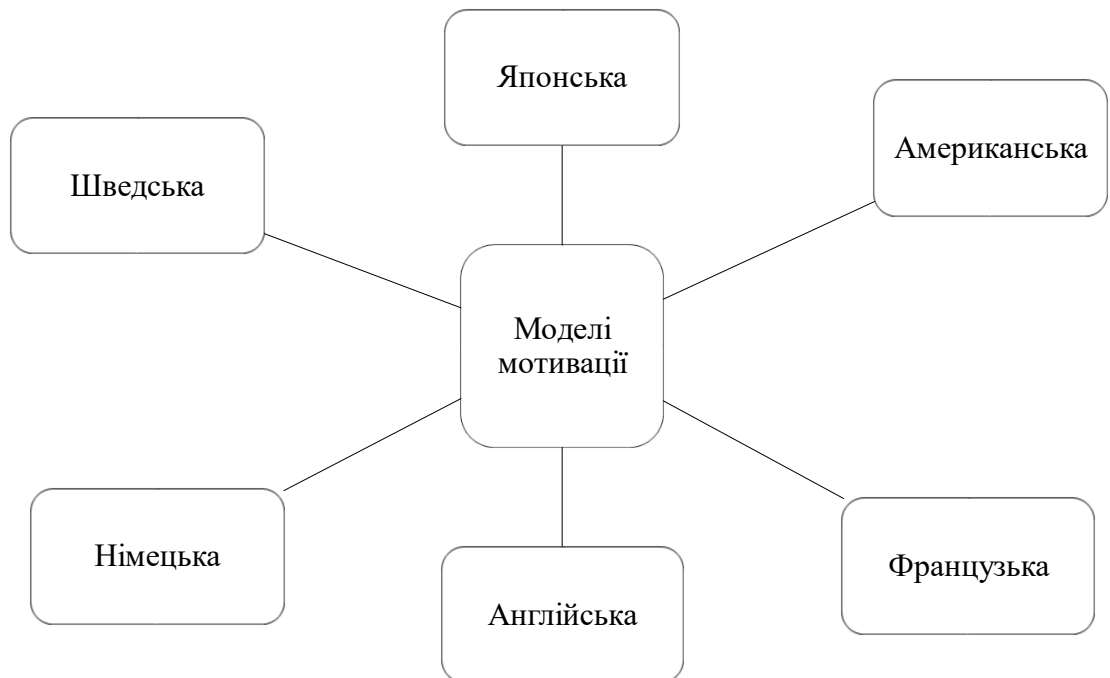 Японська
Американська
Шведська
Моделі
мотивації
Німецька
Французька
Англійська